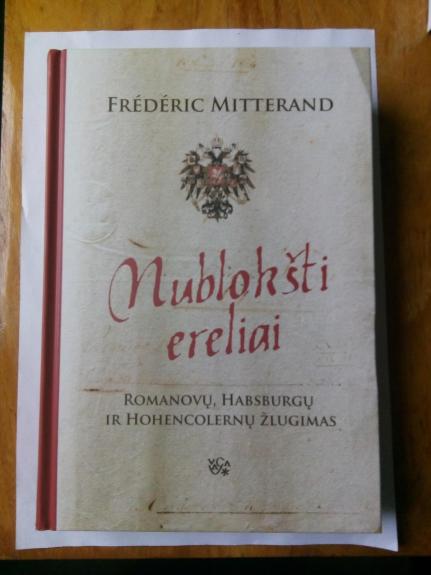 FRÉDÉRIC MITTERAND
Nublokšti
ereliai
ROMANOVŲ, HABSBURGŲ
IR HOHENCOLERNŲ ŽLUGIMAS